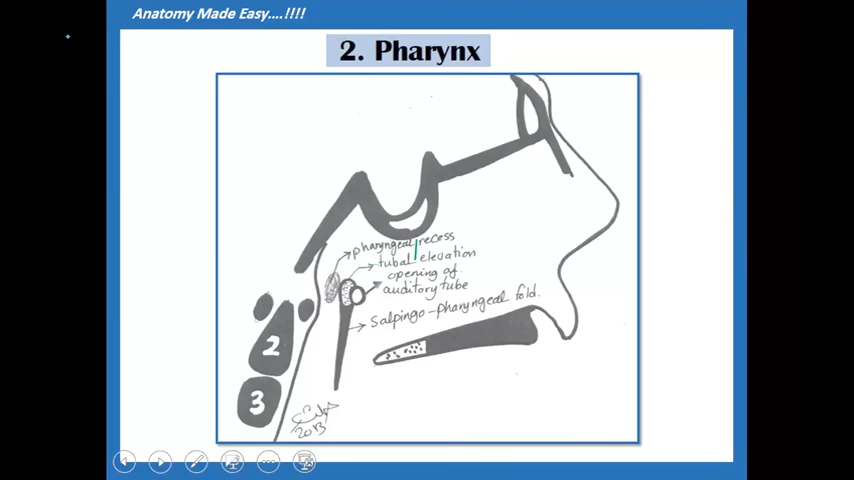 Anatomy Made Easy....!!!!
2. Pharynx
pharyngeal recess
tubal elevation
opening of
auditory tube
Salpingo-pharyngeal fold.
2
3
2013